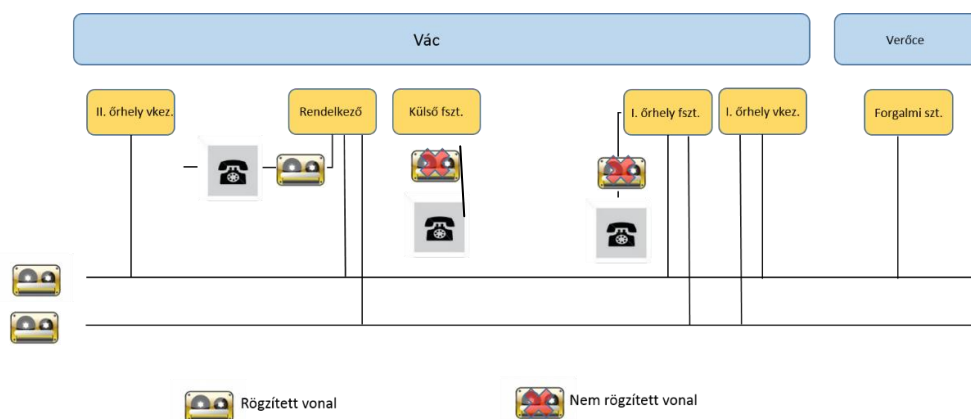 Vác
Verőce
II. őrhely vkez.
Rendelkező
Külső fszt.
I. őrhely fszt.
I. őrhely vkez.
Forgalmi szt.
Rögzített vonal
Nem rögzített vonal